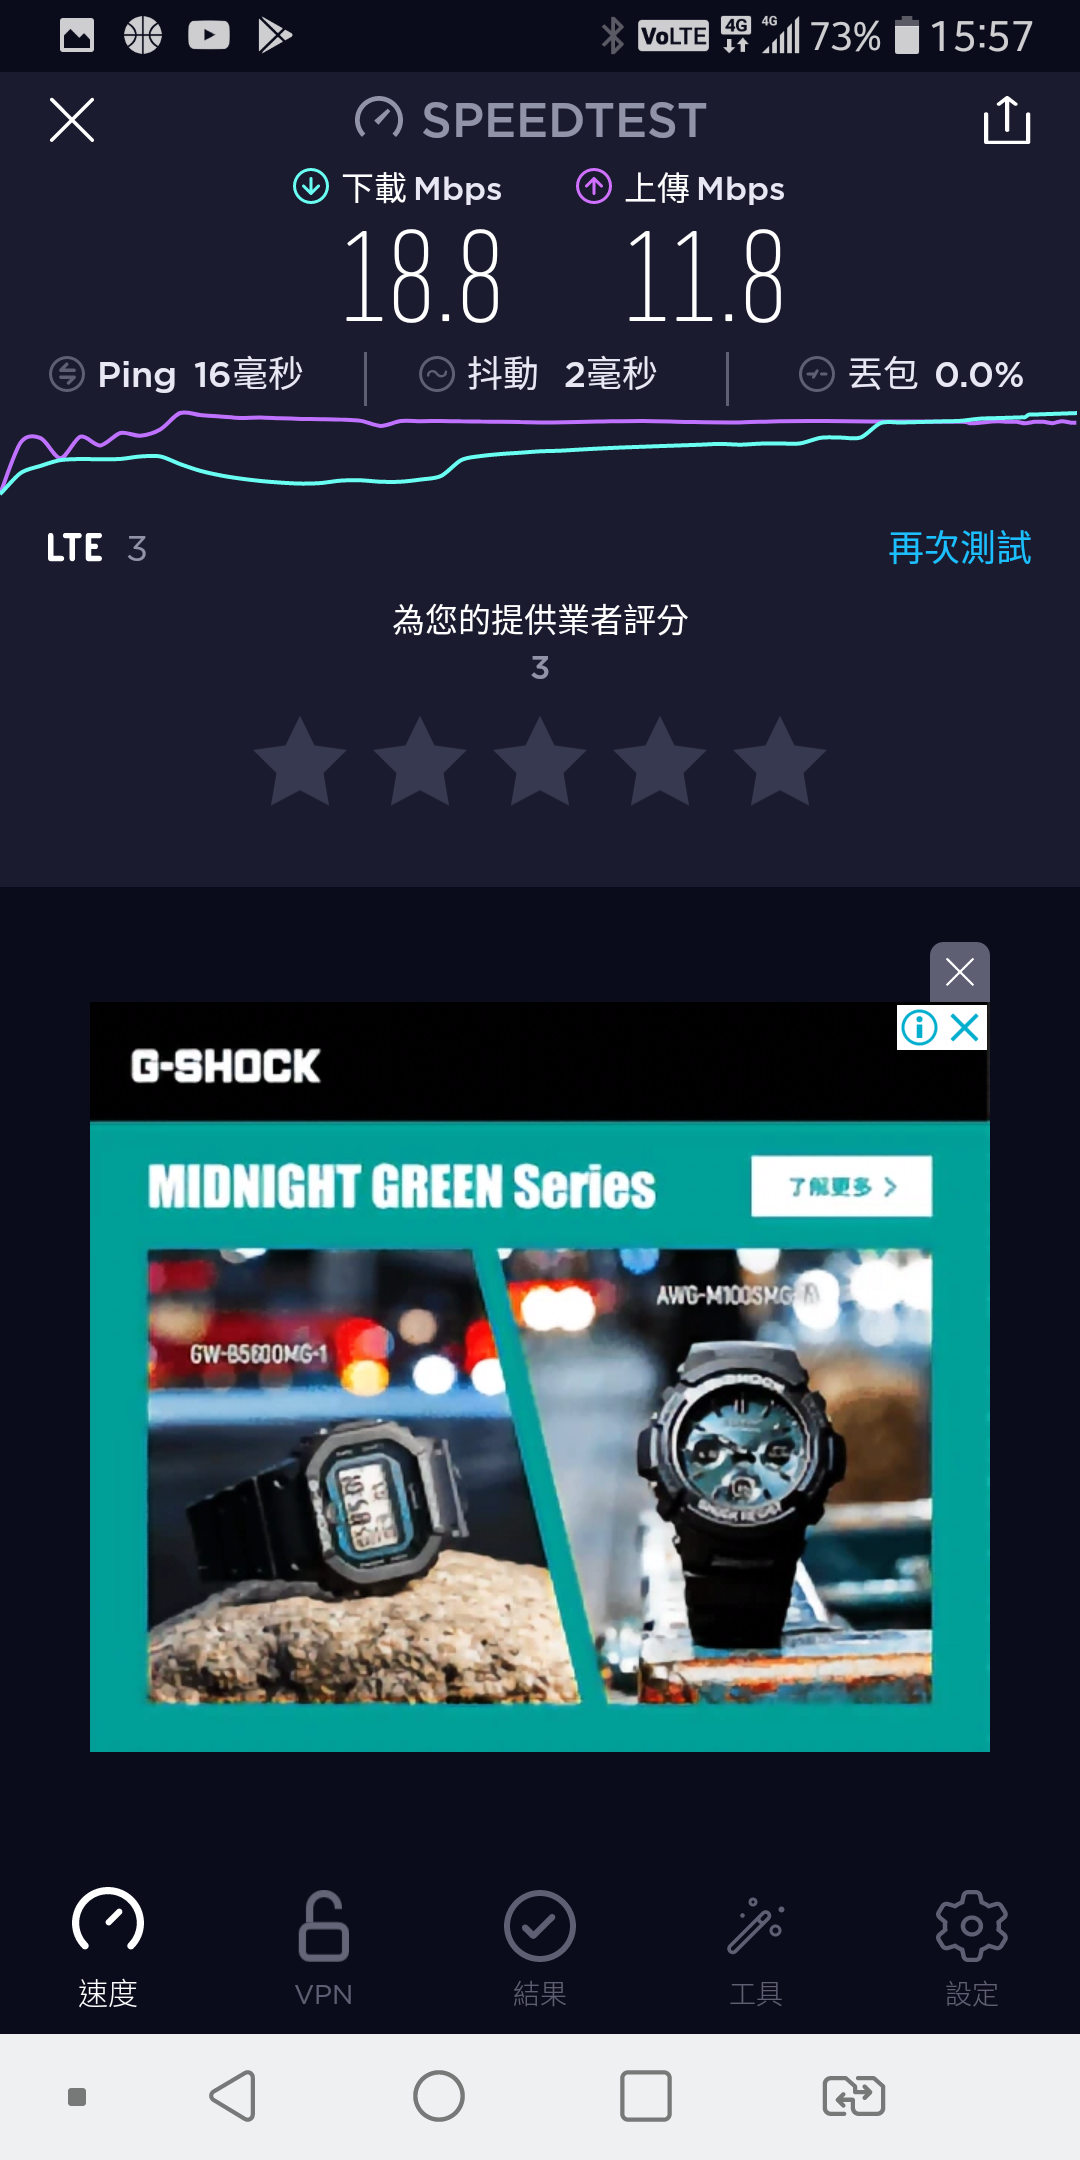 VoLTE 4G 4G 73% 15:57
SPEEDTEST
下載 Mbps 上傳 Mbps
18.8 11.8
Ping 16毫秒 抖動 2毫秒 丟包 0.0%
LTE 3 再次測試
為您的提供業者評分
3
G-SHOCK
MIDNIGHT GREEN Series 了解更多 >
AWG-M100SMG-1A
GW-B5600MG-1
速度 VPN 結果 工具 設定